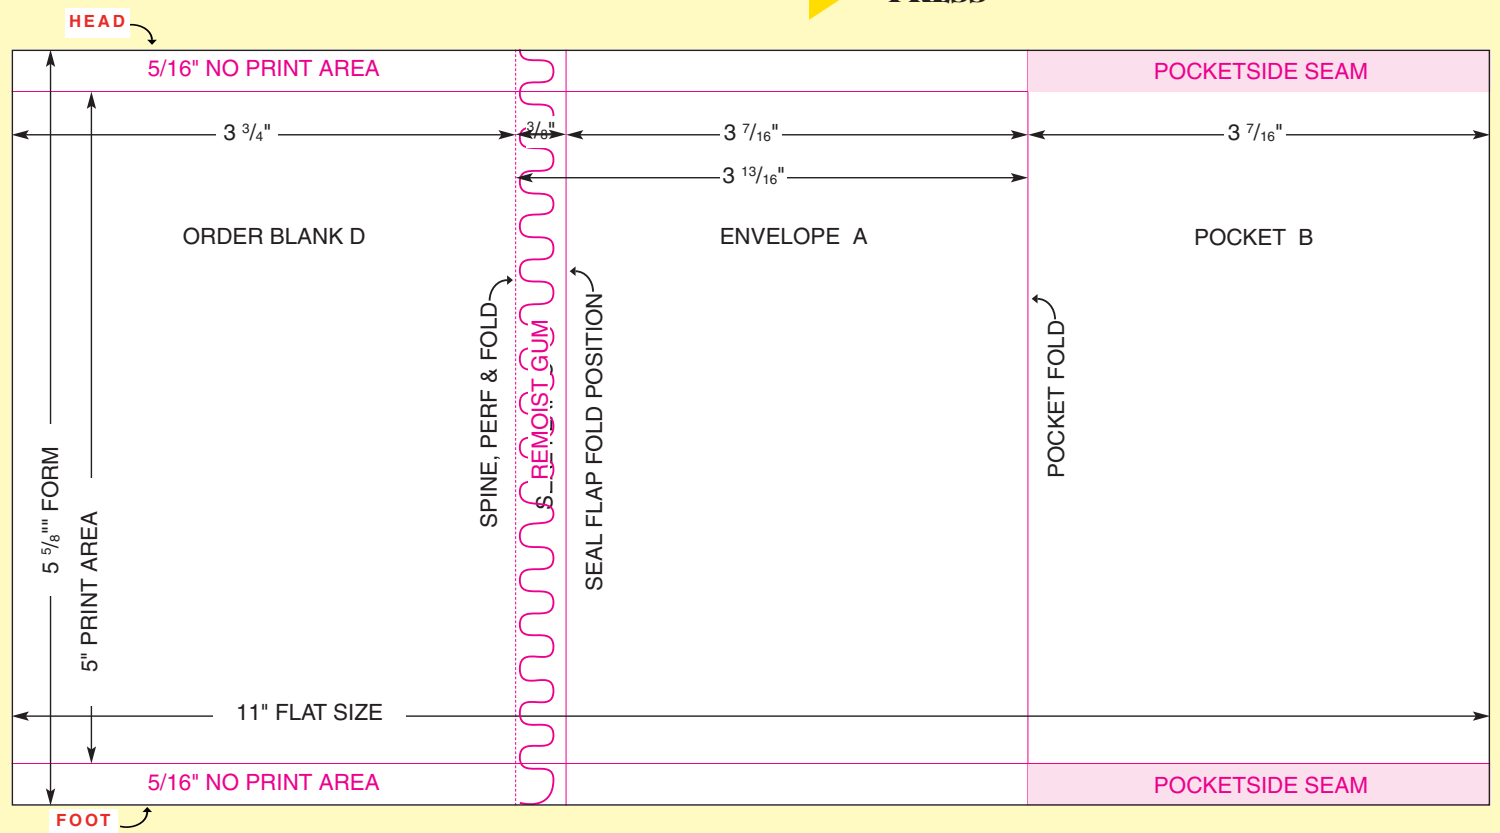 HEAD
5/16" NO PRINT AREA
POCKETSIDE SEAM
3 3/4"
3/8"
3 7/16"
3 7/16"
3 13/16"
ORDER BLANK D
ENVELOPE A
POCKET B
SPINE, PERF & FOLD
REMOIST GUM
SEAL FLAP FOLD POSITION
POCKET FOLD
5 5/8"" FORM
5" PRINT AREA
11" FLAT SIZE
5/16" NO PRINT AREA
POCKETSIDE SEAM
FOOT